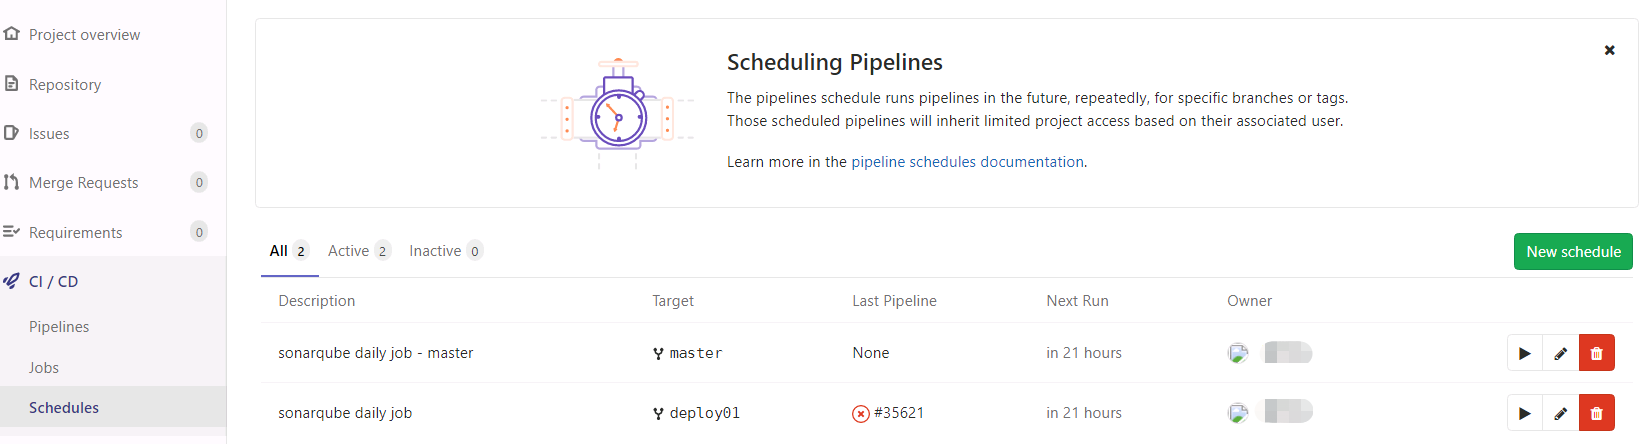 Project overview
Repository
Issues 0
Merge Requests 0
Requirements 0
CI / CD
Pipelines
Jobs
Schedules
Scheduling Pipelines
The pipelines schedule runs pipelines in the future, repeatedly, for specific branches or tags.
Those scheduled pipelines will inherit limited project access based on their associated user.
Learn more in the pipeline schedules documentation.
All 2 Active 2 Inactive 0 New schedule
Description Target Last Pipeline Next Run Owner
sonarqube daily job - master master None in 21 hours
sonarqube daily job deploy01 #35621 in 21 hours